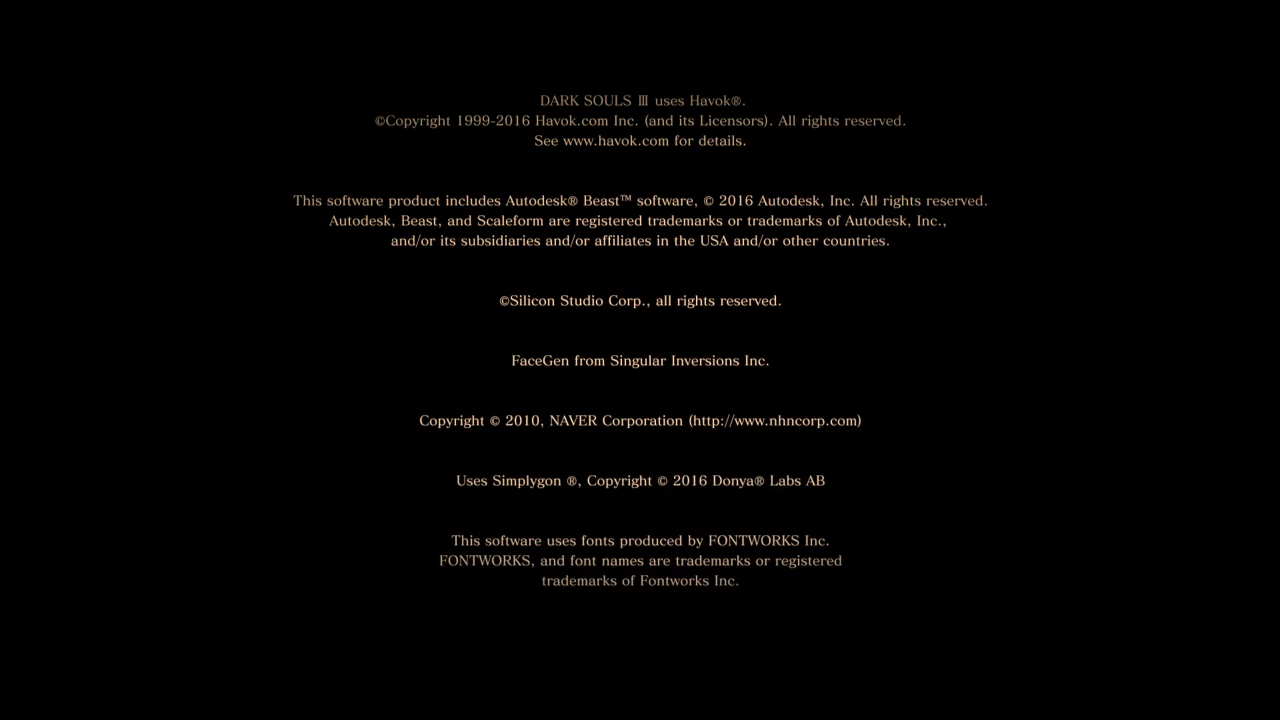 DARK SOULS Ⅲ uses Havok®.
©Copyright 1999-2016 Havok.com Inc. (and its Licensors). All rights reserved.
See www.havok.com for details.
This software product includes Autodesk® Beast™ software, © 2016 Autodesk, Inc. All rights reserved.
Autodesk, Beast, and Scaleform are registered trademarks or trademarks of Autodesk, Inc.,
and/or its subsidiaries and/or affiliates in the USA and/or other countries.
©Silicon Studio Corp., all rights reserved.
FaceGen from Singular Inversions Inc.
Copyright © 2010, NAVER Corporation (http://www.nhncorp.com)
Uses Simplygon ®, Copyright © 2016 Donya® Labs AB
This software uses fonts produced by FONTWORKS Inc.
FONTWORKS, and font names are trademarks or registered
trademarks of Fontworks Inc.